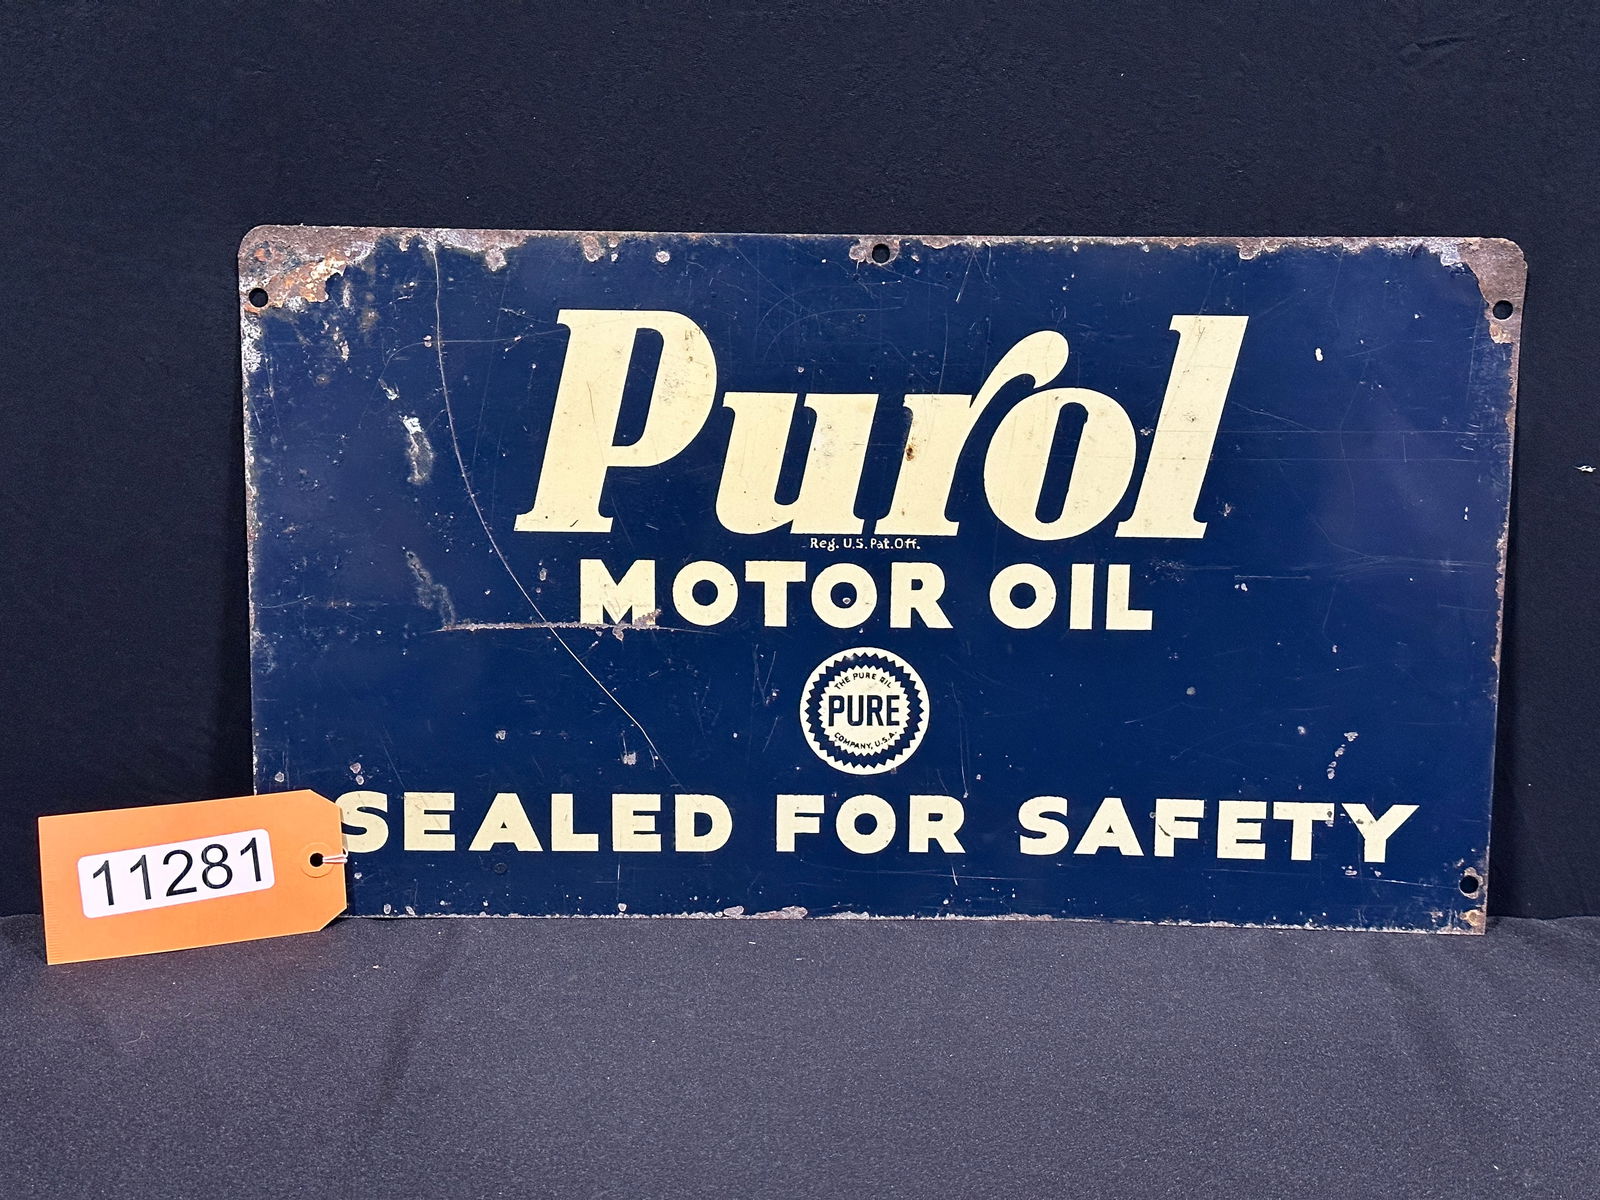 Purol
Reg. U.S. Pat. Off.
MOTOR OIL
THE PURE OIL
PURE
COMPANY, U.S.A.
SEALED FOR SAFETY
11281